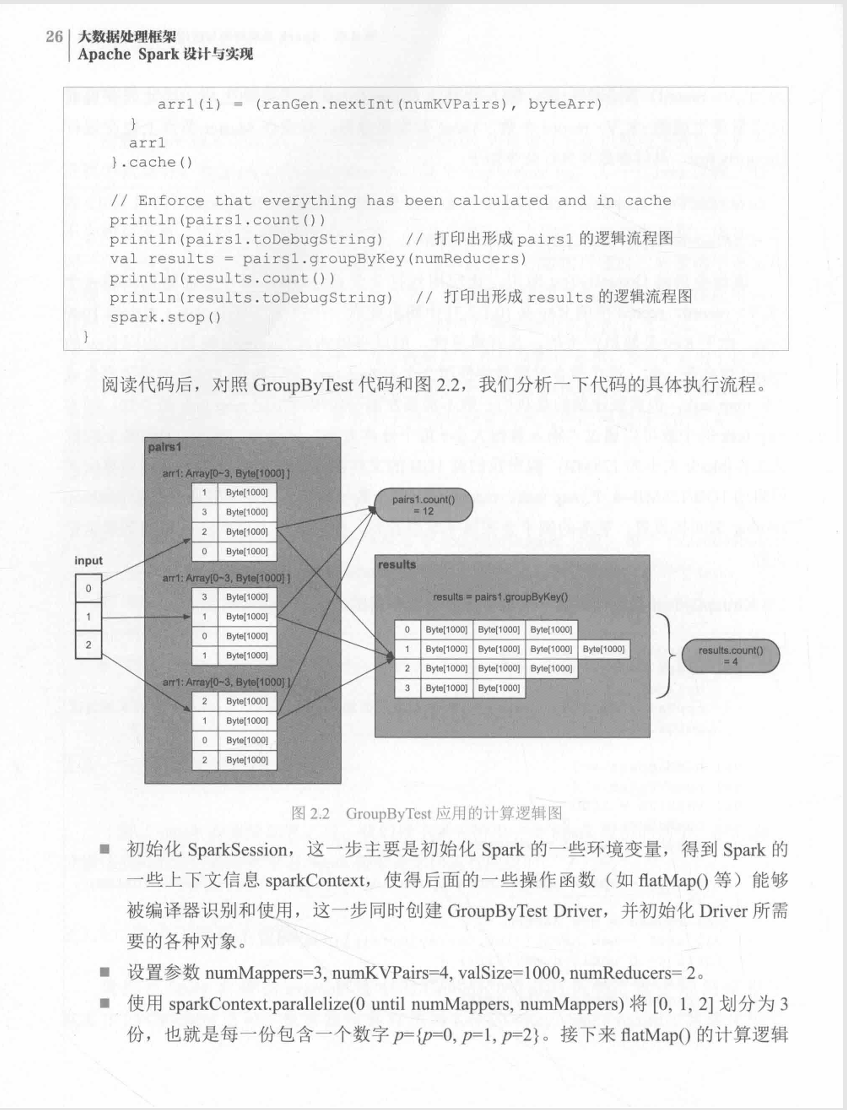 26 大数据处理框架
Apache Spark 设计与实现
arr1(i) = (ranGen.nextInt(numKVPairs), byteArr)
}
arr1
}.cache()
// Enforce that everything has been calculated and in cache
println(pairs1.count())
println(pairs1.toDebugString) // 打印出形成 pairs1 的逻辑流程图
val results = pairs1.groupByKey(numReducers)
println(results.count())
println(results.toDebugString) // 打印出形成 results 的逻辑流程图
spark.stop()
}
阅读代码后，对照 GroupByTest 代码和图 2.2，我们分析一下代码的具体执行流程。
input
0
1
2
pairs1
arr1: Array[0~3, Byte[1000] ]
1 Byte[1000]
3 Byte[1000]
2 Byte[1000]
0 Byte[1000]
arr1: Array[0~3, Byte[1000] ]
3 Byte[1000]
1 Byte[1000]
0 Byte[1000]
1 Byte[1000]
arr1: Array[0~3, Byte[1000] ]
2 Byte[1000]
1 Byte[1000]
0 Byte[1000]
2 Byte[1000]
pairs1.count()
= 12
results
results = pairs1.groupByKey()
0 Byte[1000] Byte[1000] Byte[1000]
1 Byte[1000] Byte[1000] Byte[1000] Byte[1000]
2 Byte[1000] Byte[1000] Byte[1000]
3 Byte[1000] Byte[1000]
results.count()
= 4
图 2.2 GroupByTest 应用的计算逻辑图
■ 初始化 SparkSession，这一步主要是初始化 Spark 的一些环境变量，得到 Spark 的
一些上下文信息 sparkContext，使得后面的一些操作函数（如 flatMap() 等）能够
被编译器识别和使用，这一步同时创建 GroupByTest Driver，并初始化 Driver 所需
要的各种对象。
■ 设置参数 numMappers=3, numKVPairs=4, valSize=1000, numReducers= 2。
■ 使用 sparkContext.parallelize(0 until numMappers, numMappers) 将 [0, 1, 2] 划分为 3
份，也就是每一份包含一个数字 p={p=0, p=1, p=2}。接下来 flatMap() 的计算逻辑